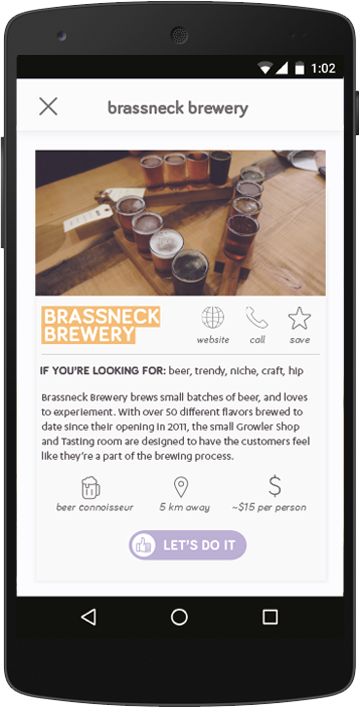 1:02
brassneck brewery
BRASSNECK
BREWERY
website call save
IF YOU'RE LOOKING FOR: beer, trendy, niche, craft, hip
Brassneck Brewery brews small batches of beer, and loves
to experiement. With over 50 different flavors brewed to
date since their opening in 2011, the small Growler Shop
and Tasting room are designed to have the customers feel
like they're a part of the brewing process.
beer connoisseur 5 km away ~$15 per person
LET'S DO IT